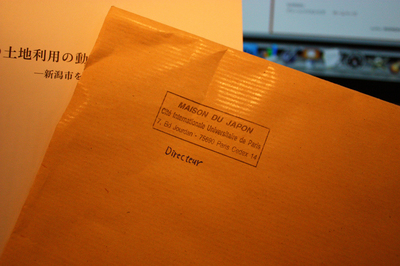 土地利用の動
―新潟市を
MAISON DU JAPON
Cité Internationale Universitaire de Paris
7, Bd Jourdan - 75690 Paris Cedex 14
Directeur